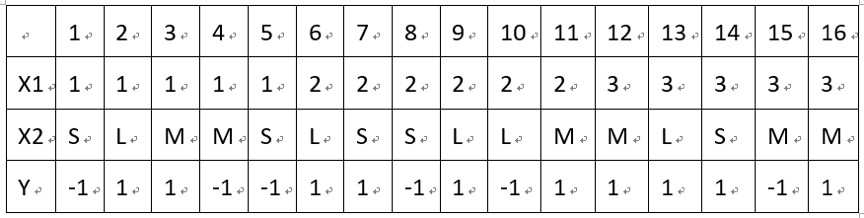 1 2 3 4 5 6 7 8 9 10 11 12 13 14 15 16
X1 1 1 1 1 1 2 2 2 2 2 2 3 3 3 3 3
X2 S L M M S L S S L L M M L S M M
Y -1 1 1 -1 -1 1 1 -1 1 -1 1 1 1 1 -1 1